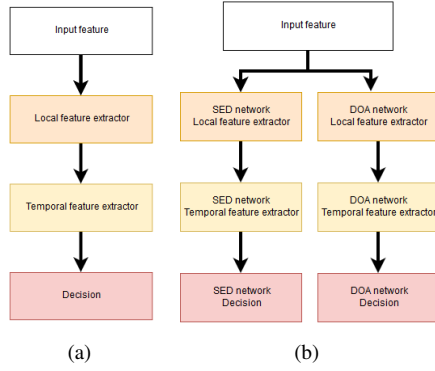 Input feature
Local feature extractor
Temporal feature extractor
Decision
(a)
Input feature
SED network
Local feature extractor
DOA network
Local feature extractor
SED network
Temporal feature extractor
DOA network
Temporal feature extractor
SED network
Decision
DOA network
Decision
(b)